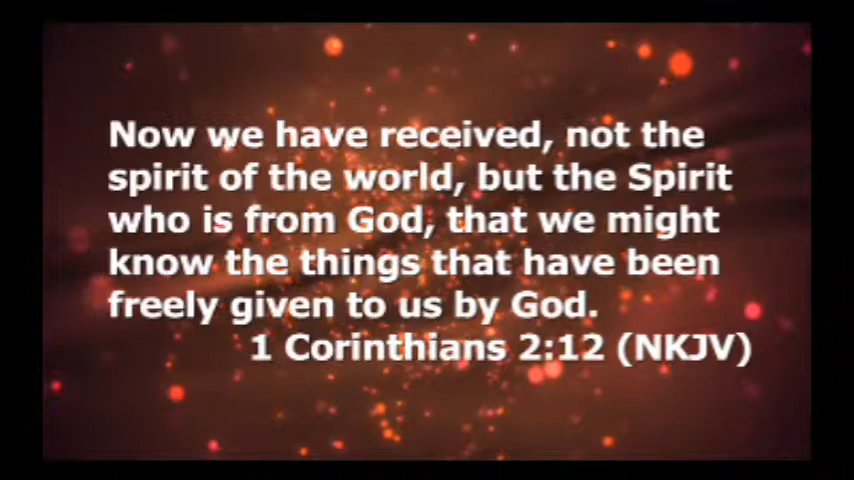 Now we have received, not the
spirit of the world, but the Spirit
who is from God, that we might
know the things that have been
freely given to us by God.
1 Corinthians 2:12 (NKJV)